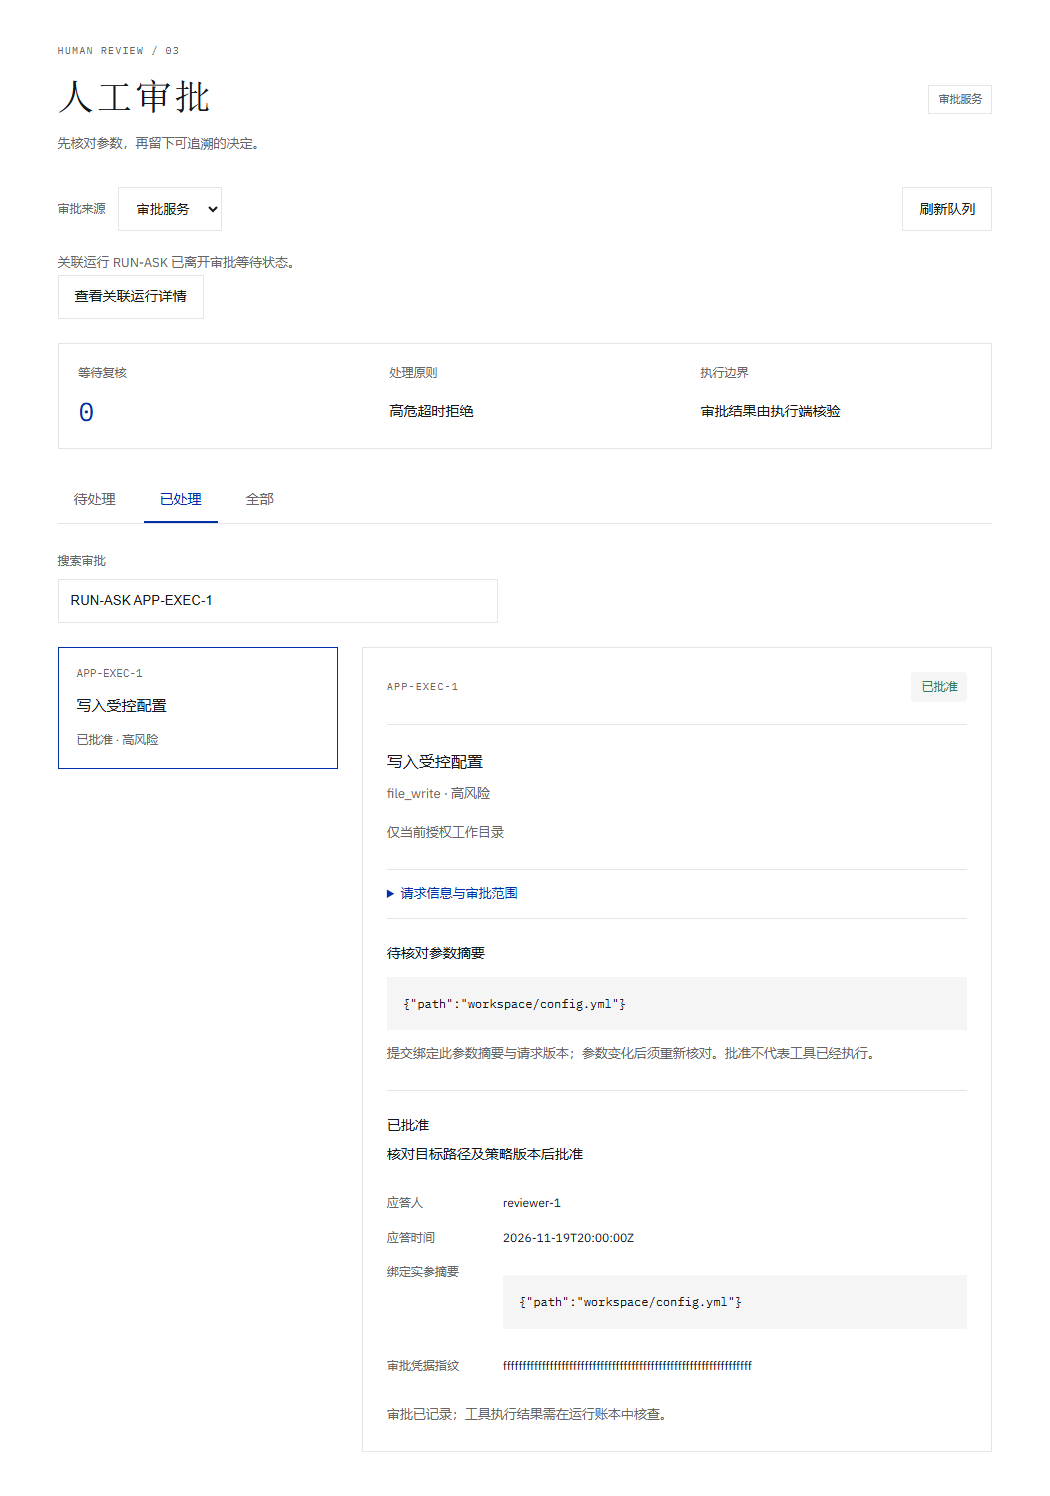 HUMAN REVIEW / 03
人工审批
审批服务
先核对参数，再留下可追溯的决定。
审批来源
审批服务
刷新队列
关联运行 RUN-ASK 已离开审批等待状态。
查看关联运行详情
等待复核
处理原则
执行边界
0
高危超时拒绝
审批结果由执行端核验
待处理
已处理
全部
搜索审批
RUN-ASK APP-EXEC-1
APP-EXEC-1
写入受控配置
已批准 · 高风险
APP-EXEC-1
已批准
写入受控配置
file_write · 高风险
仅当前授权工作目录
请求信息与审批范围
待核对参数摘要
{"path":"workspace/config.yml"}
提交绑定此参数摘要与请求版本；参数变化后须重新核对。批准不代表工具已经执行。
已批准
核对目标路径及策略版本后批准
应答人
reviewer-1
应答时间
2026-11-19T20:00:00Z
绑定实参摘要
{"path":"workspace/config.yml"}
审批凭据指纹
审批已记录；工具执行结果需在运行账本中核查。